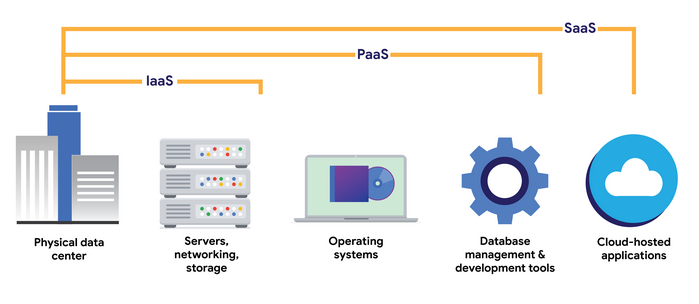 SaaS
PaaS
IaaS
Physical data
center
Servers,
networking,
storage
Operating
systems
Database
management &
development tools
Cloud-hosted
applications